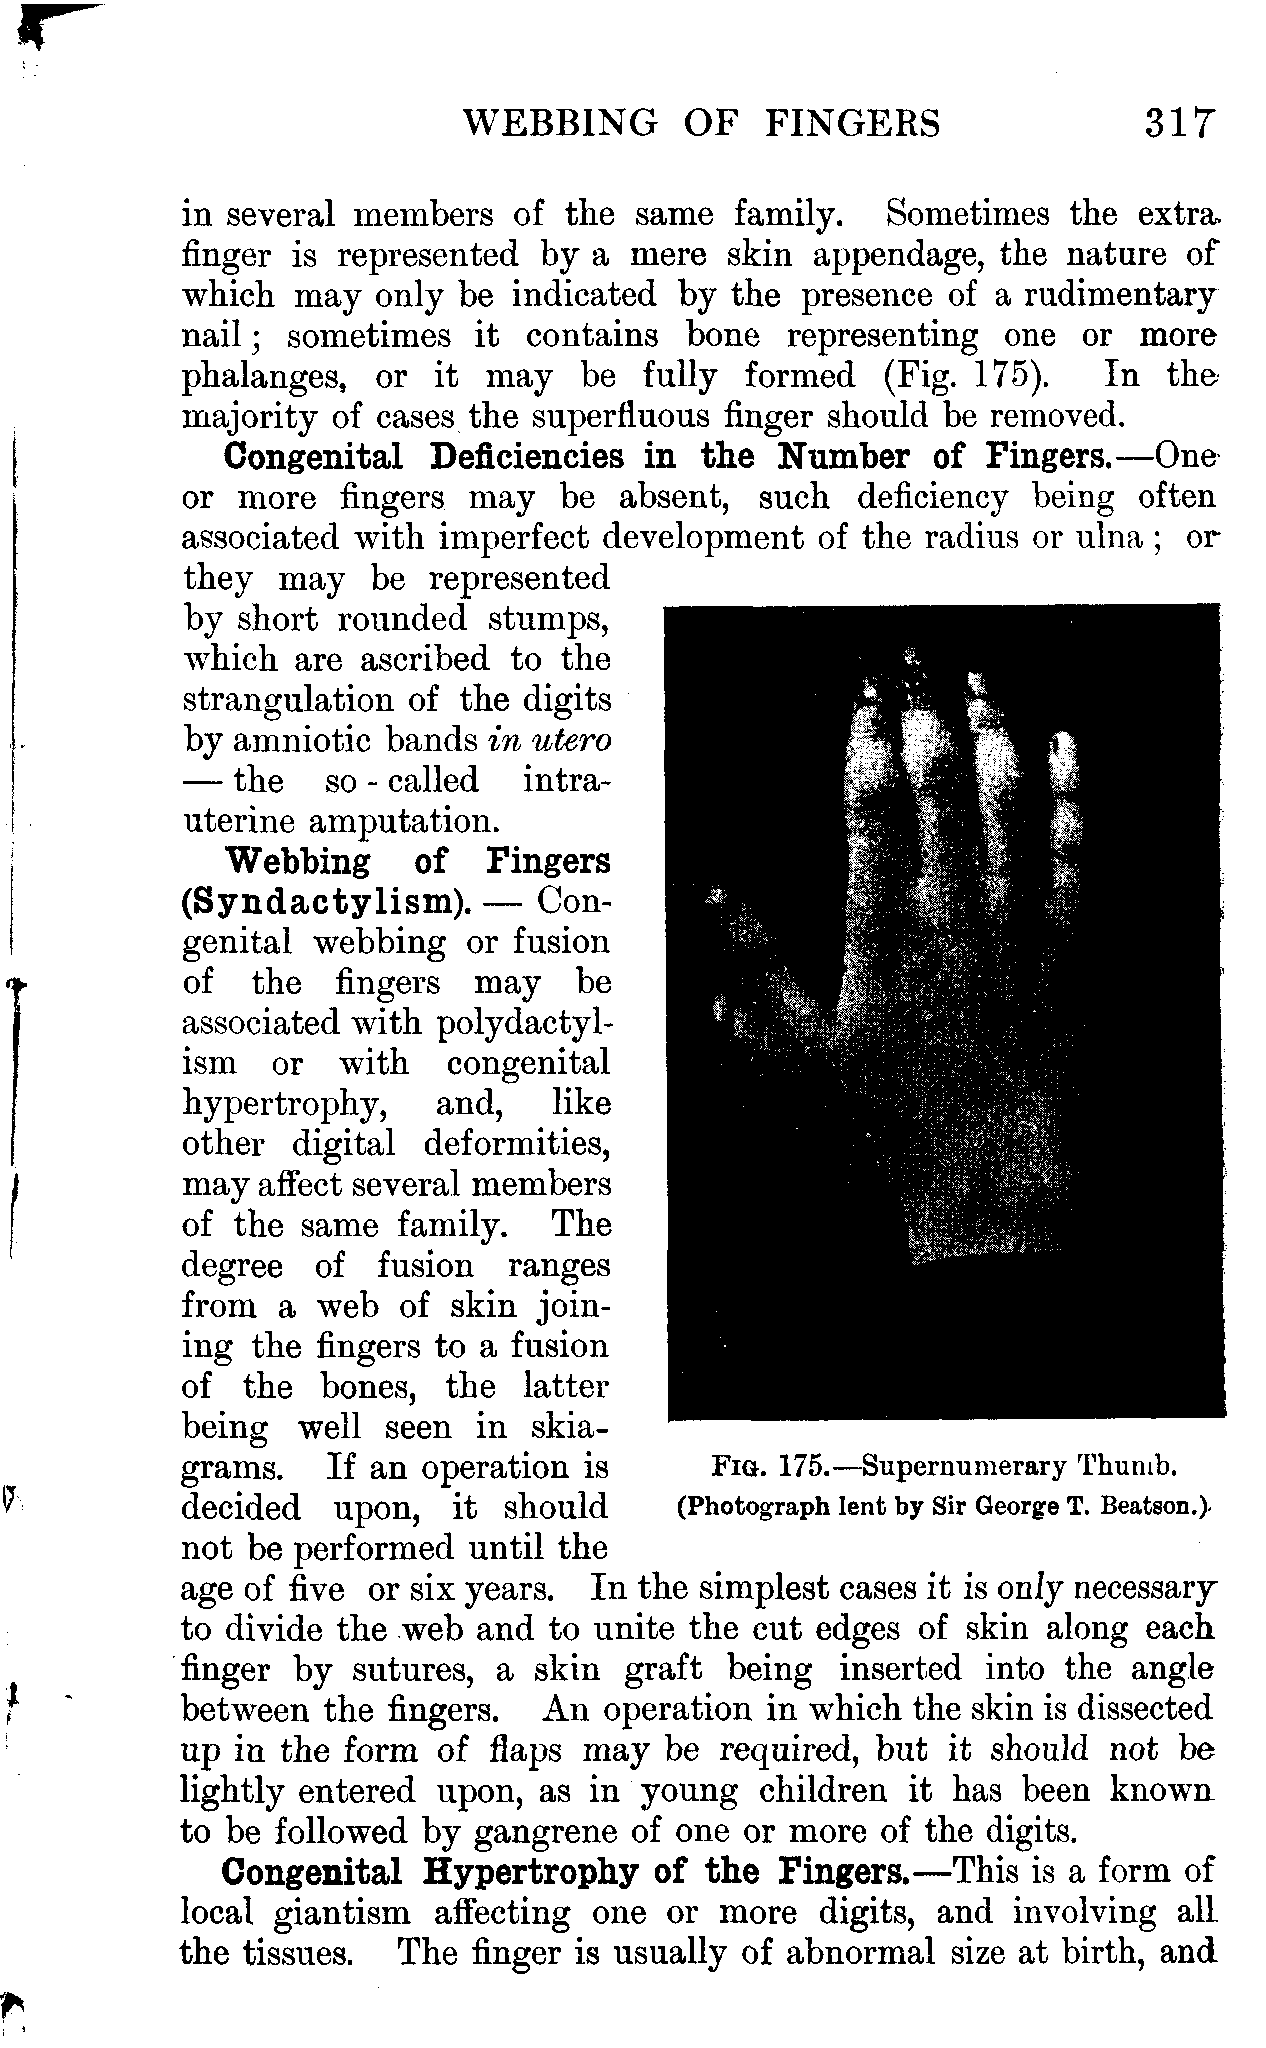 WEBBING OF FINGERS 317
in several members of the same family. Sometimes the extra
finger is represented by a mere skin appendage, the nature of
which may only be indicated by the presence of a rudimentary
nail ; sometimes it contains bone representing one or more
phalanges, or it may be fully formed (Fig. 175). In the
majority of cases the superfluous finger should be removed.
Congenital Deficiencies in the Number of Fingers.—One
or more fingers may be absent, such deficiency being often
associated with imperfect development of the radius or ulna ; or
they may be represented
by short rounded stumps,
which are ascribed to the
strangulation of the digits
by amniotic bands in utero
— the so - called intra-
uterine amputation.
Webbing of Fingers
(Syndactylism). — Con-
genital webbing or fusion
of the fingers may be
associated with polydactyl-
ism or with congenital
hypertrophy, and, like
other digital deformities,
may affect several members
of the same family. The
degree of fusion ranges
from a web of skin join-
ing the fingers to a fusion
of the bones, the latter
being well seen in skia-
grams. If an operation is
decided upon, it should
not be performed until the
FIG. 175.—Supernumerary Thumb.
(Photograph lent by Sir George T. Beatson.)
age of five or six years. In the simplest cases it is only necessary
to divide the web and to unite the cut edges of skin along each
finger by sutures, a skin graft being inserted into the angle
between the fingers. An operation in which the skin is dissected
up in the form of flaps may be required, but it should not be
lightly entered upon, as in young children it has been known
to be followed by gangrene of one or more of the digits.
Congenital Hypertrophy of the Fingers.—This is a form of
local giantism affecting one or more digits, and involving all
the tissues. The finger is usually of abnormal size at birth, and